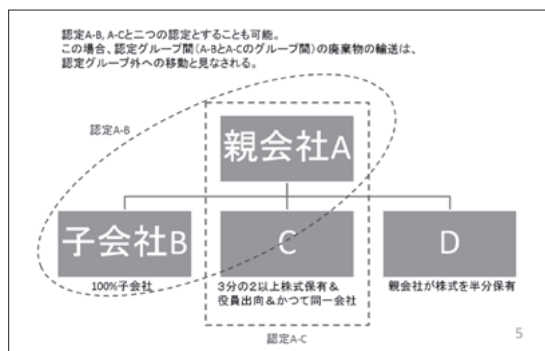 認定A-B, A-Cと二つの認定とすることも可能。
この場合、認定グループ間（A-BとA-Cのグループ間）の廃棄物の輸送は、
認定グループ外への移動と見なされる。
認定A-B
親会社A
子会社B
C
D
100%子会社
3分の2以上株式保有＆
役員出向＆かつて同一会社
親会社が株式を半分保有
認定A-C
5